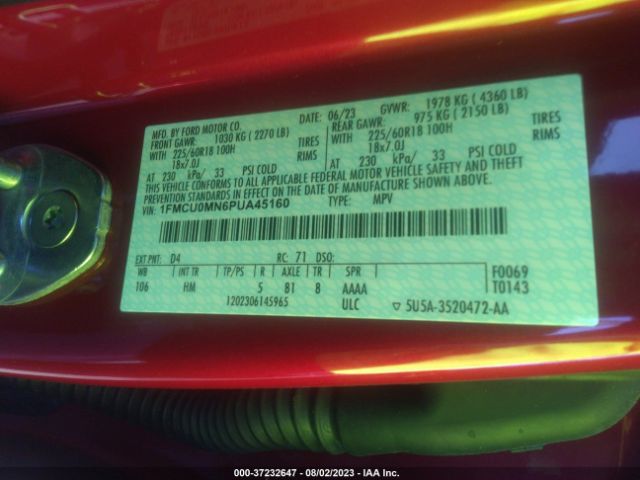 MFD. BY FORD MOTOR CO.
DATE: 06/23 GVWR: 1978 KG ( 4360 LB)
FRONT GAWR: 1030 KG ( 2270 LB)
REAR GAWR: 975 KG ( 2150 LB)
WITH 225/60R18 100H TIRES
WITH 225/60R18 100H TIRES
18x7.0J RIMS
18x7.0J RIMS
AT 230 kPa/ 33 PSI COLD
AT 230 kPa/ 33 PSI COLD
THIS VEHICLE CONFORMS TO ALL APPLICABLE FEDERAL MOTOR VEHICLE SAFETY AND THEFT
PREVENTION STANDARDS IN EFFECT ON THE DATE OF MANUFACTURE SHOWN ABOVE.
VIN: 1FMCU0MN6PUA45160
TYPE: MPV
EXT PNT: D4 RC: 71 DSO:
WB INT TR TP/PS R AXLE TR SPR
106 HM 5 81 8 AAAA
F0069
T0143
1202306145965 ULC ▽ 5U5A-3520472-AA
000-37232647 - 08/02/2023 - IAA Inc.